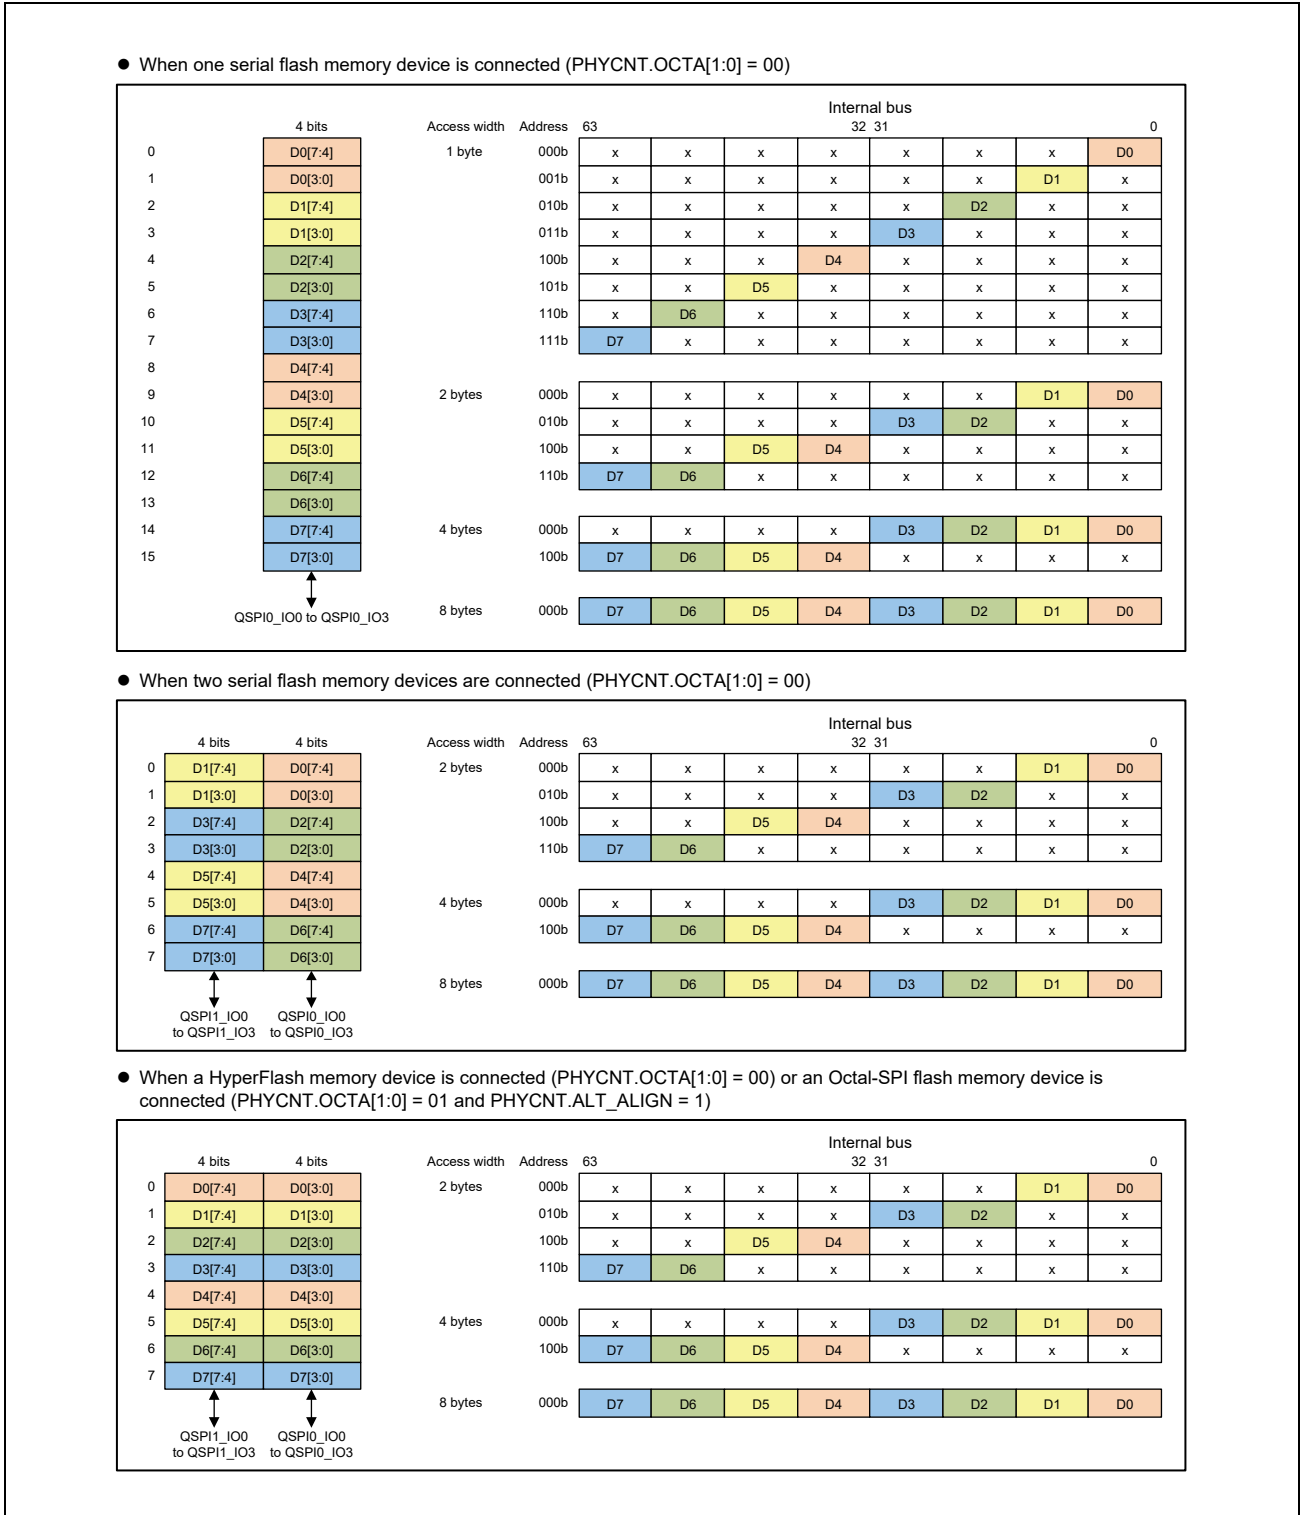 ● When one serial flash memory device is connected (PHYCNT.OCTA[1:0] = 00)
Internal bus
4 bits Access width Address 63 32 31 0
0 D0[7:4] 1 byte 000b x x x x x x x D0
1 D0[3:0] 001b x x x x x x D1 x
2 D1[7:4] 010b x x x x x D2 x x
3 D1[3:0] 011b x x x x D3 x x x
4 D2[7:4] 100b x x x D4 x x x x
5 D2[3:0] 101b x x D5 x x x x x
6 D3[7:4] 110b x D6 x x x x x x
7 D3[3:0] 111b D7 x x x x x x x
8 D4[7:4]
9 D4[3:0] 2 bytes 000b x x x x x x D1 D0
10 D5[7:4] 010b x x x x D3 D2 x x
11 D5[3:0] 100b x x D5 D4 x x x x
12 D6[7:4] 110b D7 D6 x x x x x x
13 D6[3:0]
14 D7[7:4] 4 bytes 000b x x x x D3 D2 D1 D0
15 D7[3:0] 100b D7 D6 D5 D4 x x x x
QSPI0_IO0 to QSPI0_IO3 8 bytes 000b D7 D6 D5 D4 D3 D2 D1 D0
● When two serial flash memory devices are connected (PHYCNT.OCTA[1:0] = 00)
Internal bus
4 bits 4 bits Access width Address 63 32 31 0
0 D1[7:4] D0[7:4] 2 bytes 000b x x x x x x D1 D0
1 D1[3:0] D0[3:0] 010b x x x x D3 D2 x x
2 D3[7:4] D2[7:4] 100b x x D5 D4 x x x x
3 D3[3:0] D2[3:0] 110b D7 D6 x x x x x x
4 D5[7:4] D4[7:4]
5 D5[3:0] D4[3:0] 4 bytes 000b x x x x D3 D2 D1 D0
6 D7[7:4] D6[7:4] 100b D7 D6 D5 D4 x x x x
7 D7[3:0] D6[3:0]
8 bytes 000b D7 D6 D5 D4 D3 D2 D1 D0
QSPI1_IO0 QSPI0_IO0
to QSPI1_IO3 to QSPI0_IO3
● When a HyperFlash memory device is connected (PHYCNT.OCTA[1:0] = 00) or an Octal-SPI flash memory device is
connected (PHYCNT.OCTA[1:0] = 01 and PHYCNT.ALT_ALIGN = 1)
Internal bus
4 bits 4 bits Access width Address 63 32 31 0
0 D0[7:4] D0[3:0] 2 bytes 000b x x x x x x D1 D0
1 D1[7:4] D1[3:0] 010b x x x x D3 D2 x x
2 D2[7:4] D2[3:0] 100b x x D5 D4 x x x x
3 D3[7:4] D3[3:0] 110b D7 D6 x x x x x x
4 D4[7:4] D4[3:0]
5 D5[7:4] D5[3:0] 4 bytes 000b x x x x D3 D2 D1 D0
6 D6[7:4] D6[3:0] 100b D7 D6 D5 D4 x x x x
7 D7[7:4] D7[3:0]
8 bytes 000b D7 D6 D5 D4 D3 D2 D1 D0
QSPI1_IO0 QSPI0_IO0
to QSPI1_IO3 to QSPI0_IO3